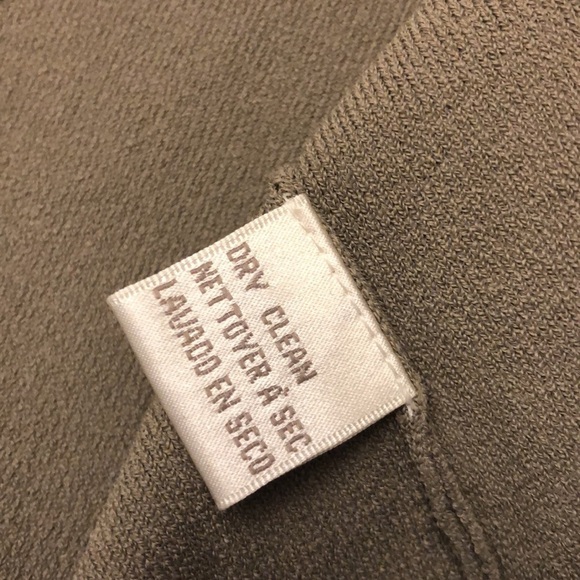 DRY CLEAN
NETTOYER À SEC
LAVADO EN SECO